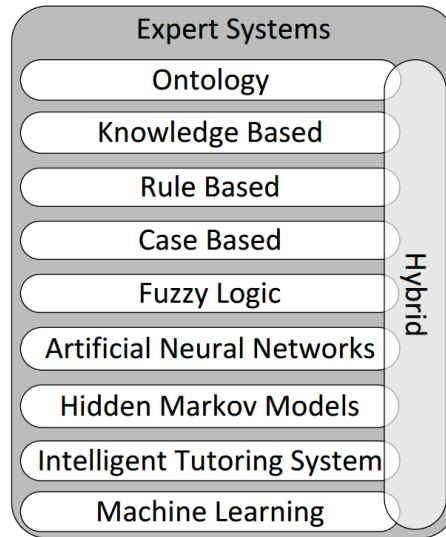 Expert Systems
Ontology
Knowledge Based
Rule Based
Case Based
Fuzzy Logic
Artificial Neural Networks
Hidden Markov Models
Intelligent Tutoring System
Machine Learning
Hybrid